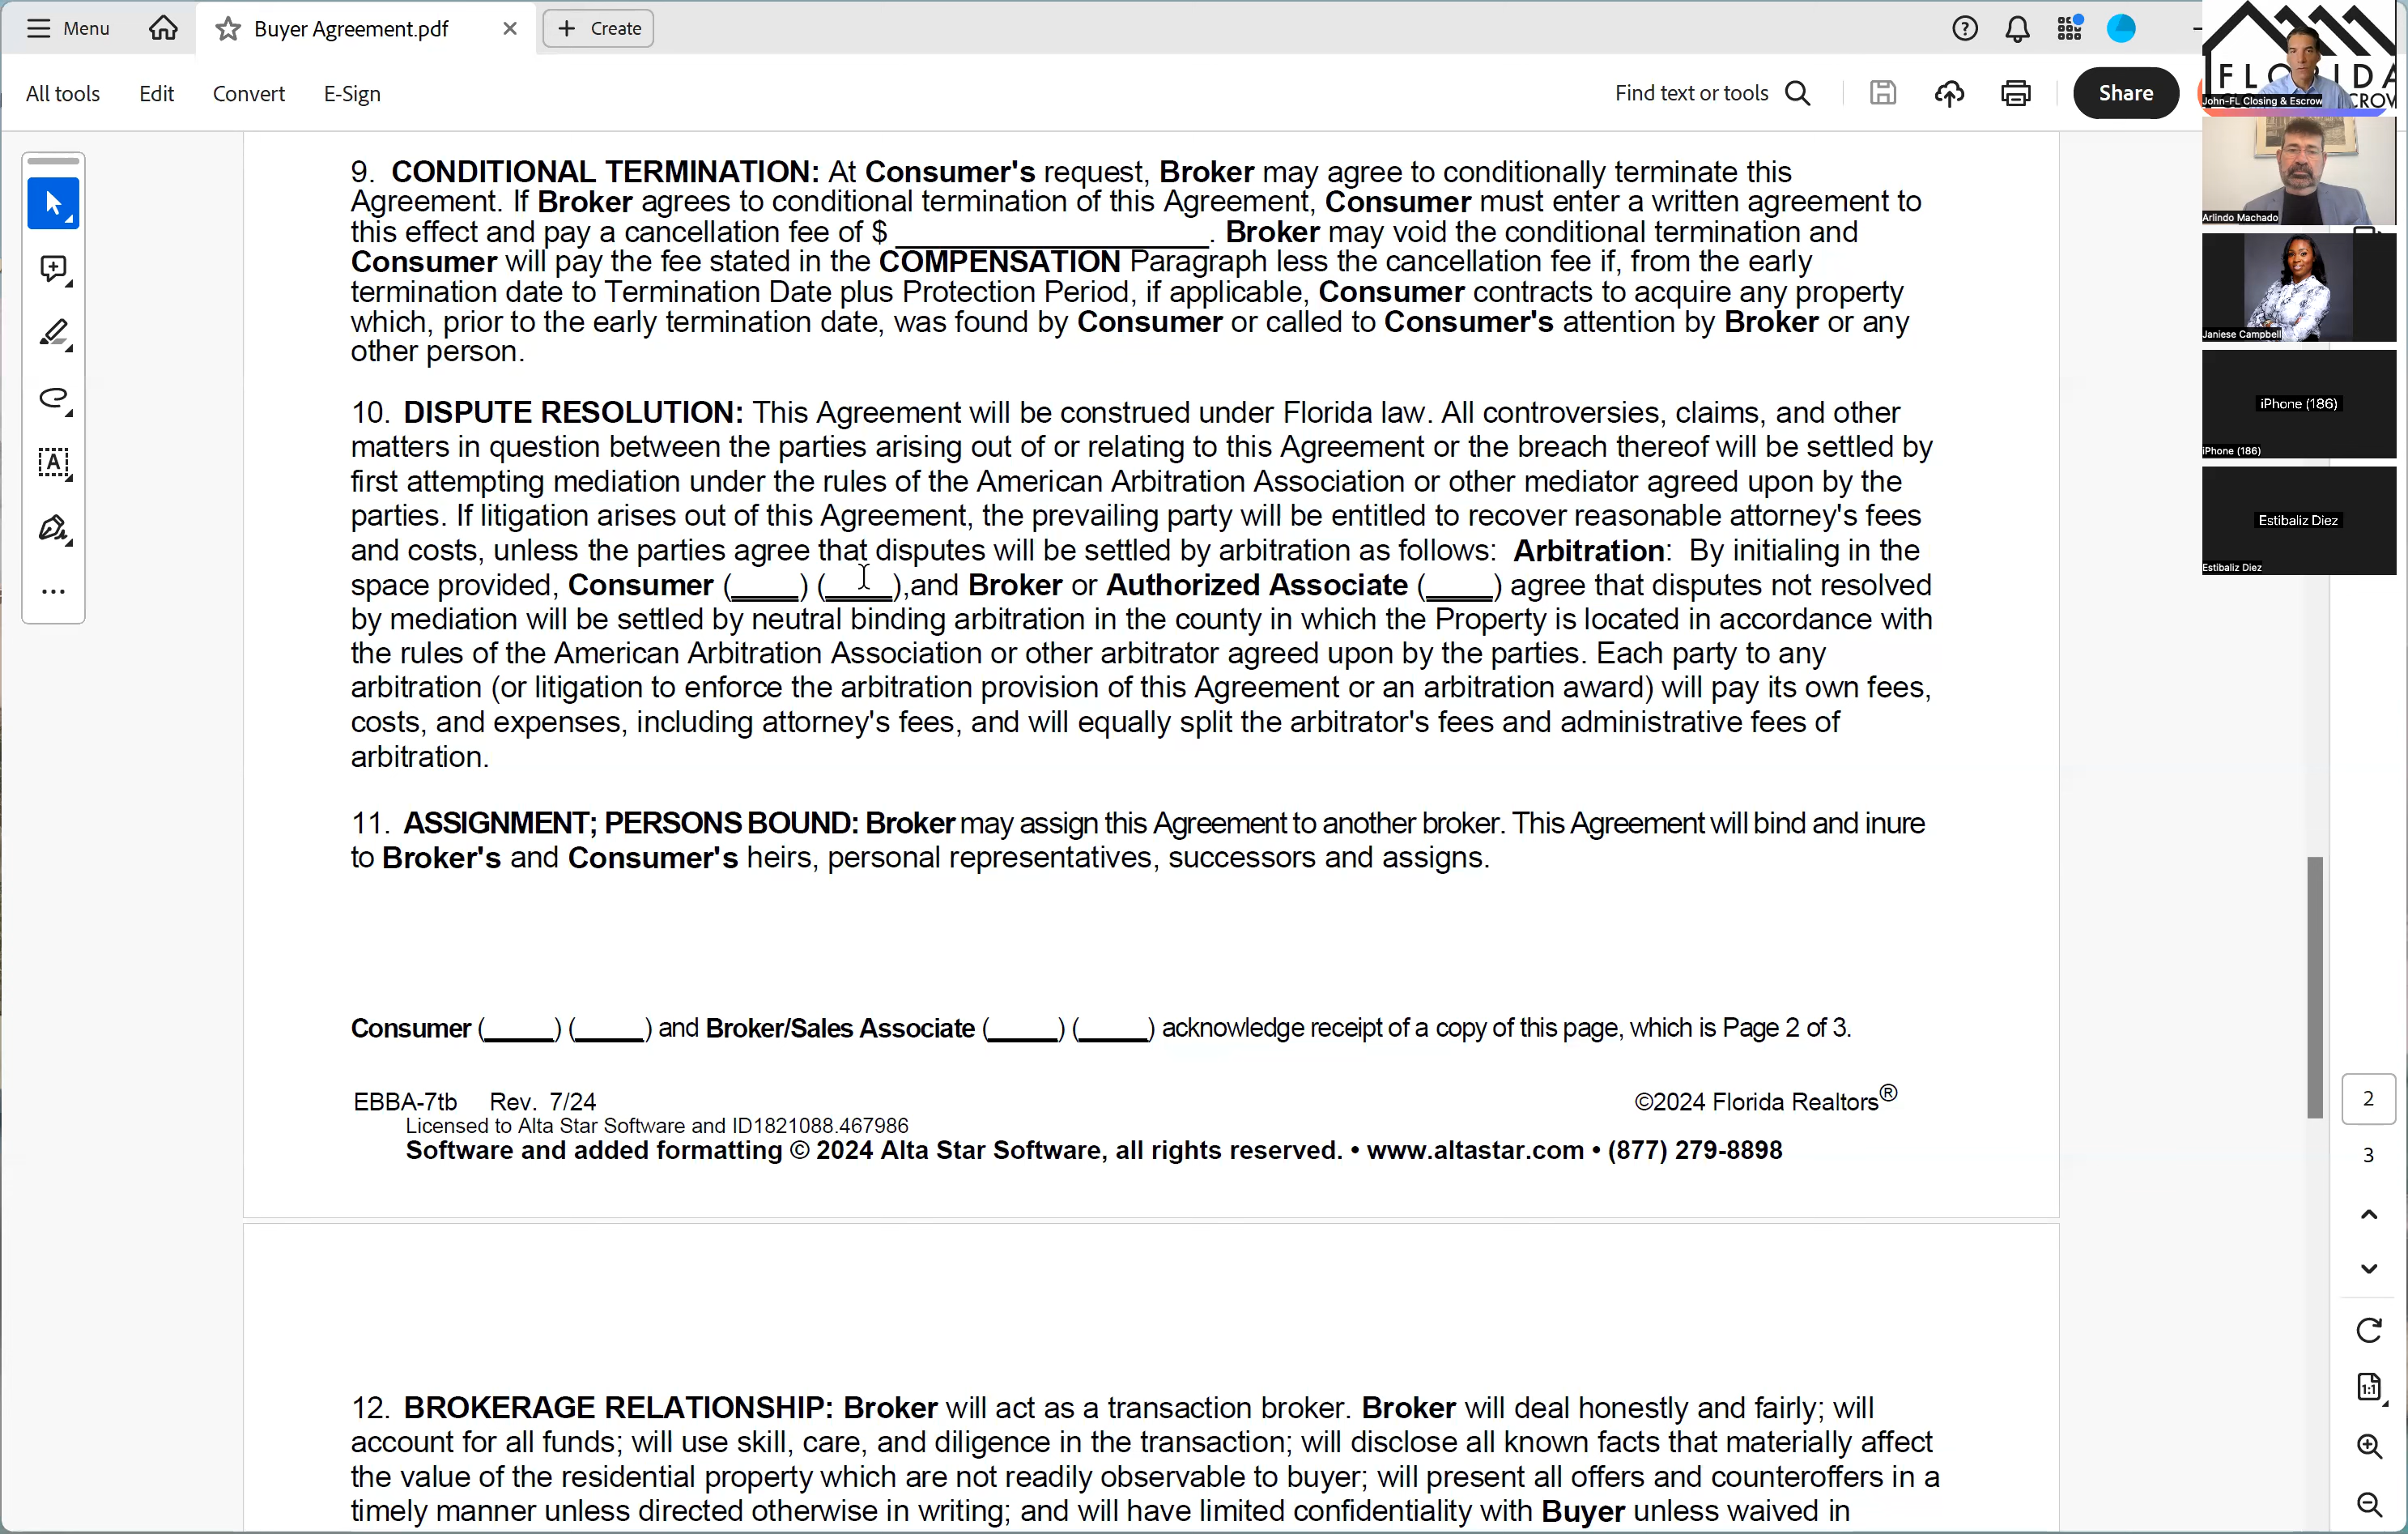 Menu
Buyer Agreement.pdf
Create
All tools
Edit
Convert
E-Sign
Find text or tools
Share
FLORIDA
John-FL Closing & Escrow
Arlindo Machado
Janiese Campbell
iPhone (186)
iPhone (186)
Estibaliz Diez
Estibaliz Diez
9. CONDITIONAL TERMINATION: At Consumer's request, Broker may agree to conditionally terminate this
Agreement. If Broker agrees to conditional termination of this Agreement, Consumer must enter a written agreement to
this effect and pay a cancellation fee of $ ____________________. Broker may void the conditional termination and
Consumer will pay the fee stated in the COMPENSATION Paragraph less the cancellation fee if, from the early
termination date to Termination Date plus Protection Period, if applicable, Consumer contracts to acquire any property
which, prior to the early termination date, was found by Consumer or called to Consumer's attention by Broker or any
other person.
10. DISPUTE RESOLUTION: This Agreement will be construed under Florida law. All controversies, claims, and other
matters in question between the parties arising out of or relating to this Agreement or the breach thereof will be settled by
first attempting mediation under the rules of the American Arbitration Association or other mediator agreed upon by the
parties. If litigation arises out of this Agreement, the prevailing party will be entitled to recover reasonable attorney's fees
and costs, unless the parties agree that disputes will be settled by arbitration as follows: Arbitration: By initialing in the
space provided, Consumer (____) (____),and Broker or Authorized Associate (____) agree that disputes not resolved
by mediation will be settled by neutral binding arbitration in the county in which the Property is located in accordance with
the rules of the American Arbitration Association or other arbitrator agreed upon by the parties. Each party to any
arbitration (or litigation to enforce the arbitration provision of this Agreement or an arbitration award) will pay its own fees,
costs, and expenses, including attorney's fees, and will equally split the arbitrator's fees and administrative fees of
arbitration.
11. ASSIGNMENT; PERSONS BOUND: Broker may assign this Agreement to another broker. This Agreement will bind and inure
to Broker's and Consumer's heirs, personal representatives, successors and assigns.
Consumer (_____) (_____) and Broker/Sales Associate (_____) (_____) acknowledge receipt of a copy of this page, which is Page 2 of 3.
EBBA-7tb Rev. 7/24 ©2024 Florida Realtors®
Licensed to Alta Star Software and ID1821088.467986
Software and added formatting © 2024 Alta Star Software, all rights reserved. • www.altastar.com • (877) 279-8898
12. BROKERAGE RELATIONSHIP: Broker will act as a transaction broker. Broker will deal honestly and fairly; will
account for all funds; will use skill, care, and diligence in the transaction; will disclose all known facts that materially affect
the value of the residential property which are not readily observable to buyer; will present all offers and counteroffers in a
timely manner unless directed otherwise in writing; and will have limited confidentiality with Buyer unless waived in
2
3
1:1